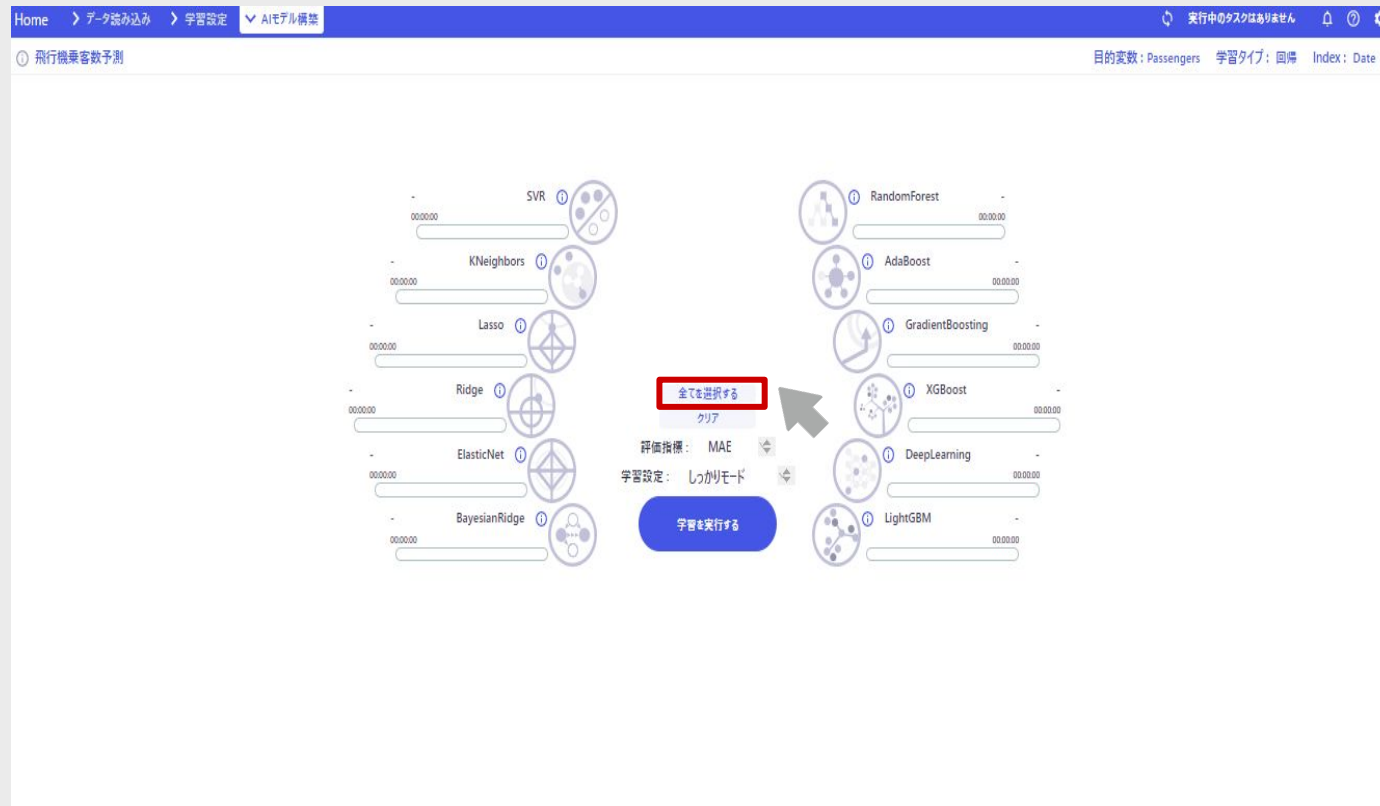 Home > データ読み込み > 学習設定 AIモデル構築 実行中のタスクはありません
飛行機乗客数予測 目的変数 : Passengers 学習タイプ : 回帰 Index : Date
- SVR
00:00:00
- KNeighbors
00:00:00
- Lasso
00:00:00
- Ridge
00:00:00
- ElasticNet
00:00:00
- BayesianRidge
00:00:00
全てを選択する
クリア
評価指標 : MAE
学習設定 : しっかりモード
学習を実行する
RandomForest -
00:00:00
AdaBoost -
00:00:00
GradientBoosting -
00:00:00
XGBoost -
00:00:00
DeepLearning -
00:00:00
LightGBM -
00:00:00